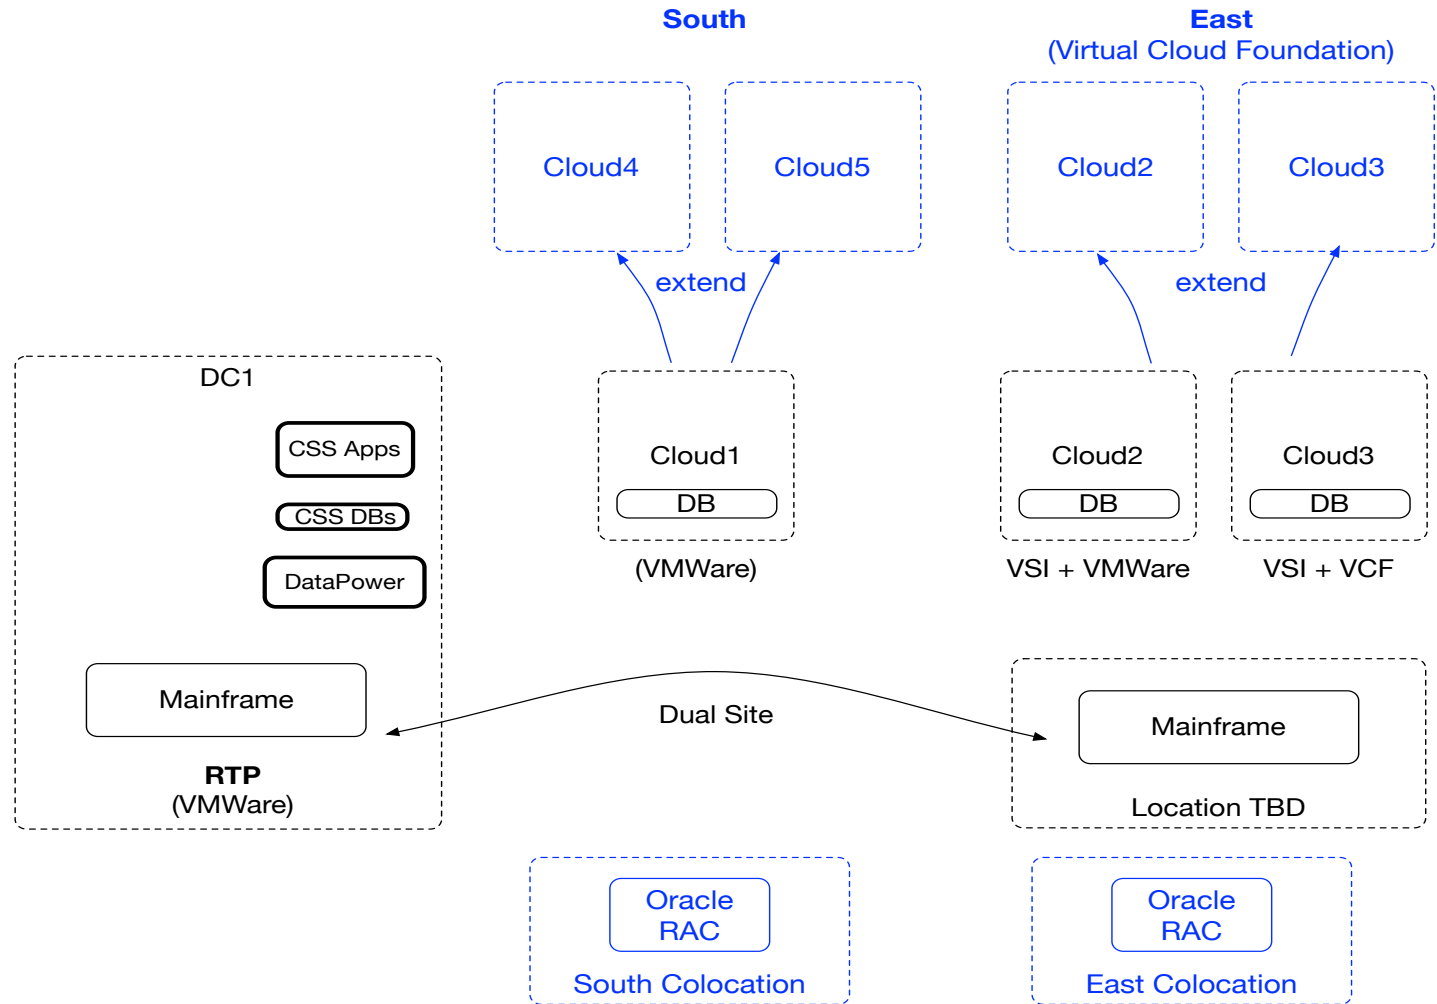 South
East
(Virtual Cloud Foundation)
Cloud4
Cloud5
Cloud2
Cloud3
extend
extend
DC1
CSS Apps
CSS DBs
DataPower
Mainframe
RTP
(VMWare)
Cloud1
DB
(VMWare)
Cloud2
DB
VSI + VMWare
Cloud3
DB
VSI + VCF
Dual Site
Mainframe
Location TBD
Oracle
RAC
South Colocation
Oracle
RAC
East Colocation